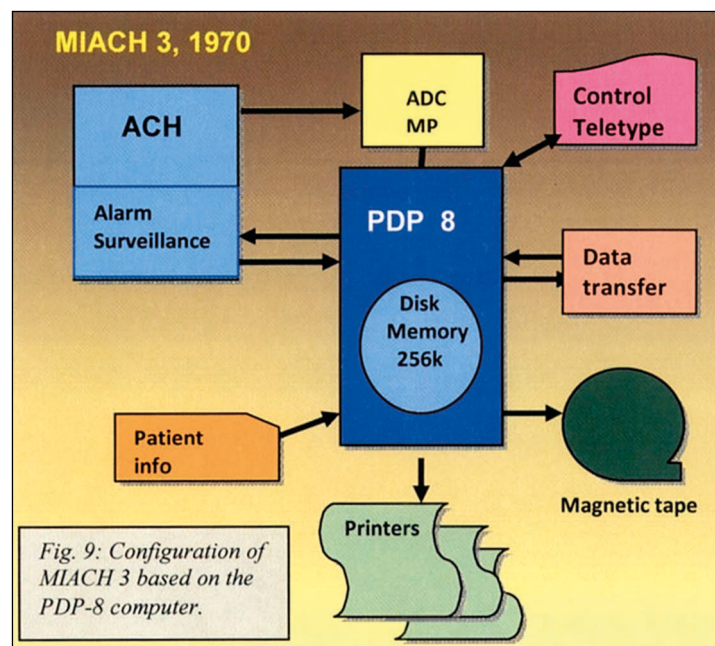 MIACH 3, 1970
ACH
ADC
MP
Control
Teletype
Alarm
Surveillance
PDP 8
Data
transfer
Disk
Memory
256k
Patient
info
Magnetic tape
Printers
Fig. 9: Configuration of
MIACH 3 based on the
PDP-8 computer.